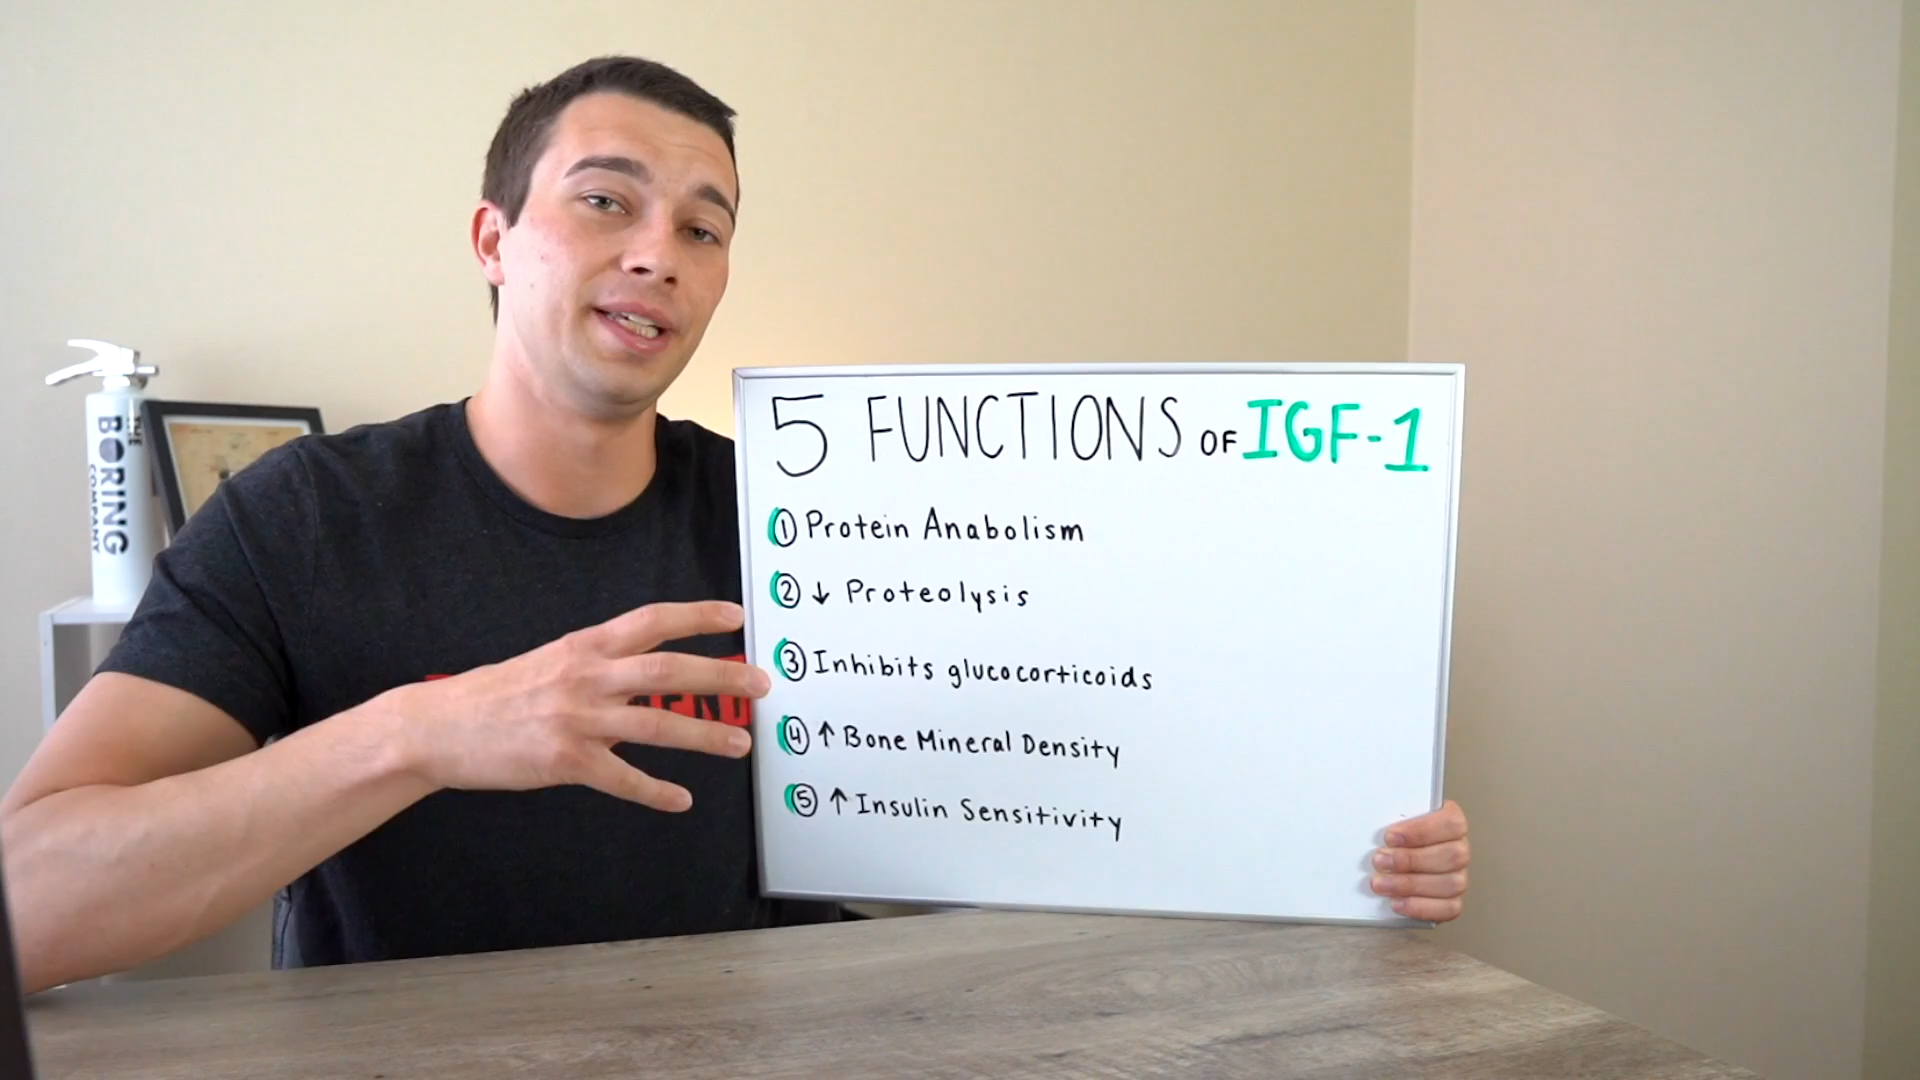 5 FUNCTIONS OF IGF-1
① Protein Anabolism
② ↓ Proteolysis
③ Inhibits glucocorticoids
④ ↑ Bone Mineral Density
⑤ ↑ Insulin Sensitivity
THE
BORING
COMPANY